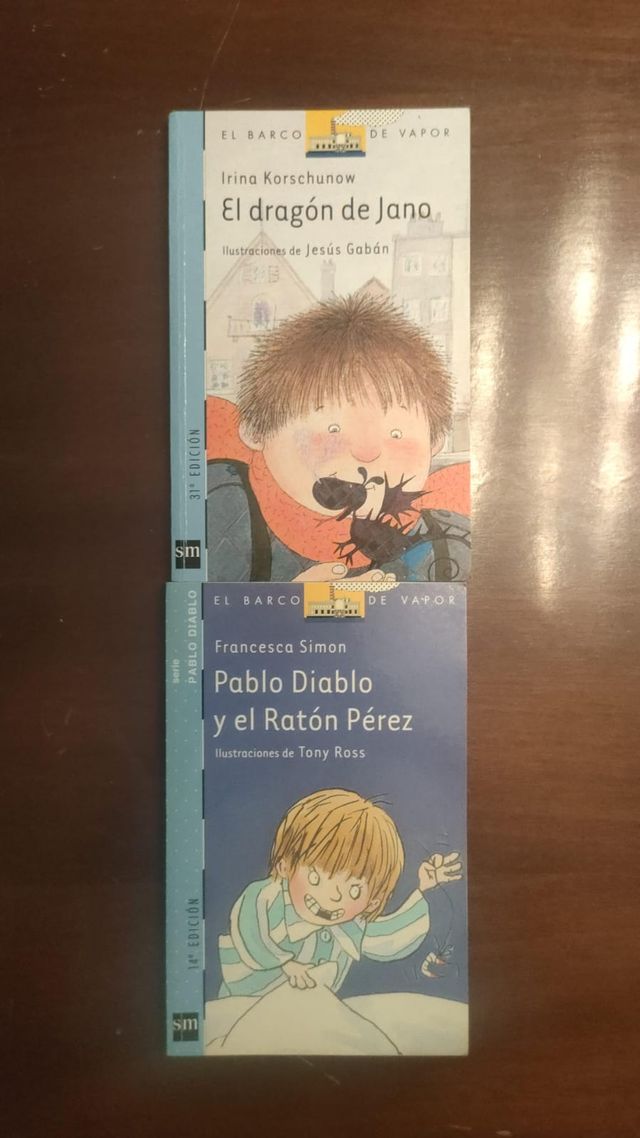 EL BARCO DE VAPOR
Irina Korschunow
El dragón de Jano
Ilustraciones de Jesús Gabán
31ª EDICIÓN
sm
EL BARCO DE VAPOR
serie
PABLO DIABLO
Francesca Simon
Pablo Diablo
y el Ratón Pérez
Ilustraciones de Tony Ross
14ª EDICIÓN
sm